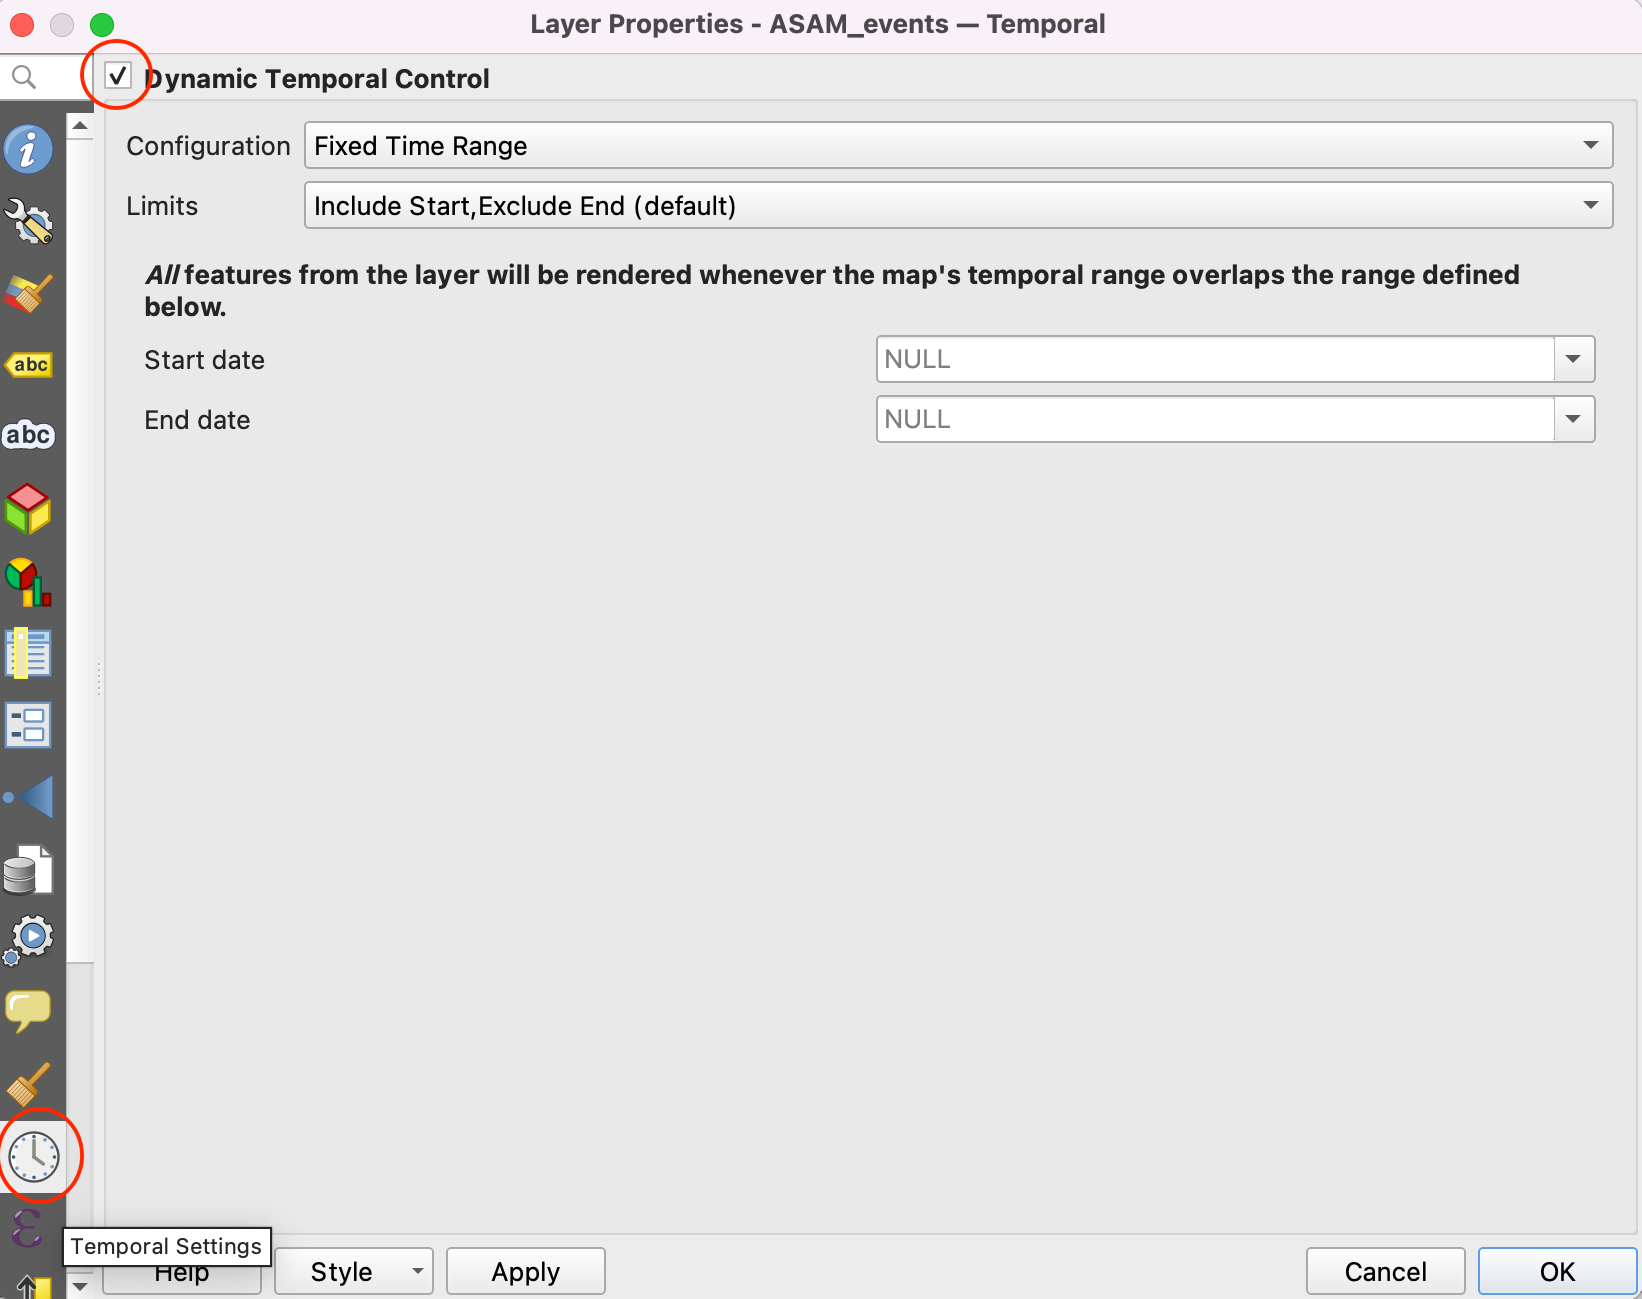 Layer Properties - ASAM_events — Temporal
Dynamic Temporal Control
Configuration Fixed Time Range
Limits Include Start,Exclude End (default)
All features from the layer will be rendered whenever the map's temporal range overlaps the range defined
below.
Start date NULL
End date NULL
abc
abc
Temporal Settings
Help Style Apply Cancel OK